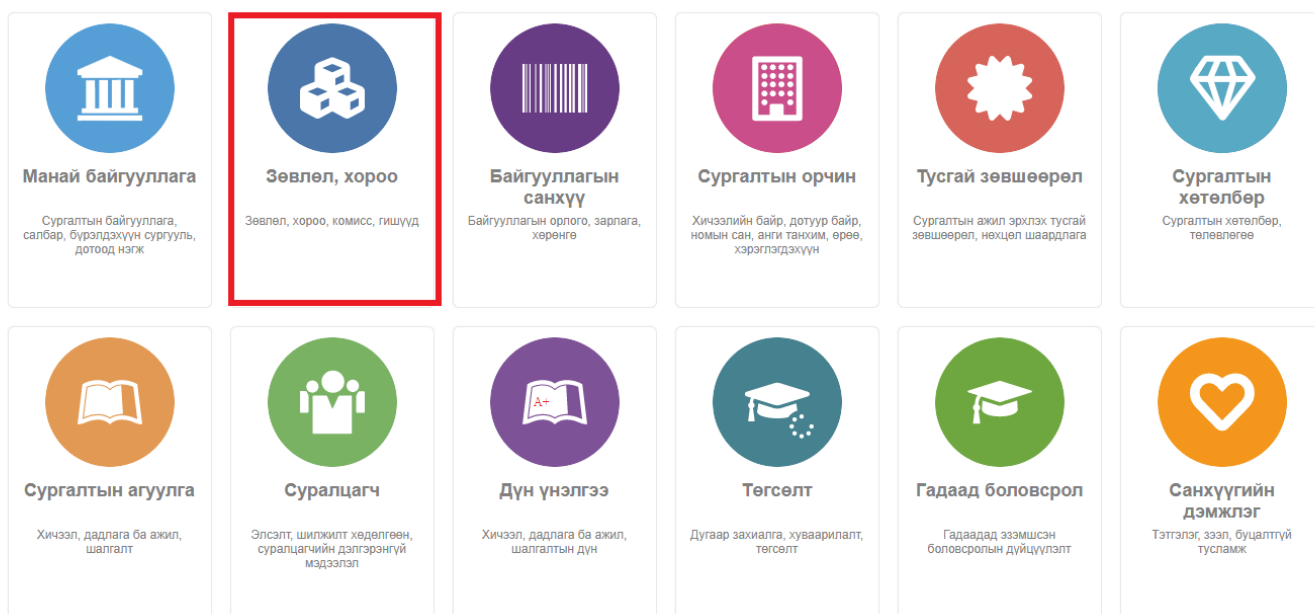 Манай байгууллага
Сургалтын байгууллага,
салбар, бүрэлдэхүүн сургууль,
дотоод нэгж
Зөвлөл, хороо
Зөвлөл, хороо, комисс, гишүүд
Байгууллагын
санхүү
Байгууллагын орлого, зарлага,
хөрөнгө
Сургалтын орчин
Хичээлийн байр, дотуур байр,
номын сан, анги танхим, өрөө,
хэрэглэгдэхүүн
Тусгай зөвшөөрөл
Сургалтын ажил эрхлэх тусгай
зөвшөөрөл, нөхцөл шаардлага
Сургалтын
хөтөлбөр
Сургалтын хөтөлбөр,
төлөвлөгөө
Сургалтын агуулга
Хичээл, дадлага ба ажил,
шалгалт
Суралцагч
Элсэлт, шилжилт хөдөлгөөн,
суралцагчийн дэлгэрэнгүй
мэдээлэл
A+
Дүн үнэлгээ
Хичээл, дадлага ба ажил,
шалгалтын дүн
Төгсөлт
Дугаар захиалга, хуваарилалт,
төгсөлт
Гадаад боловсрол
Гадаадад эзэмшсэн
боловсролын дүйцүүлэлт
Санхүүгийн
дэмжлэг
Тэтгэлэг, зээл, буцалтгүй
тусламж